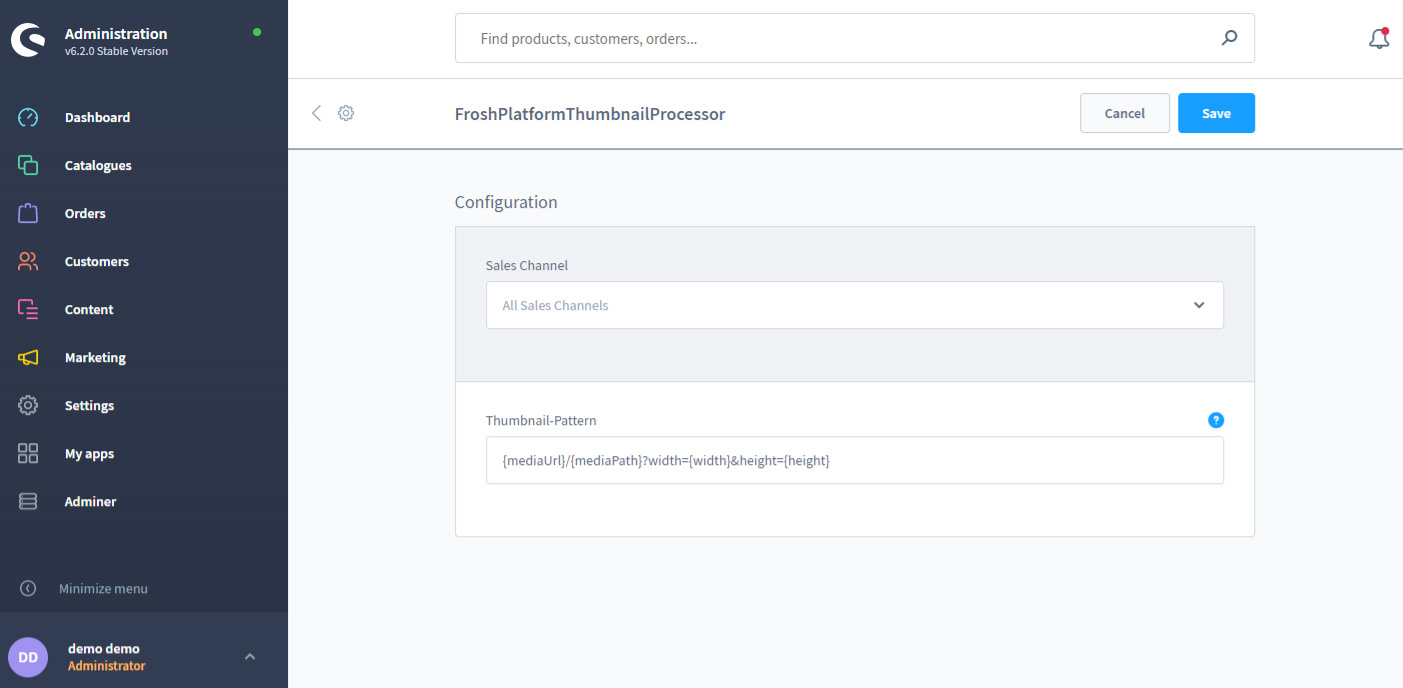 Administration
v6.2.0 Stable Version
Dashboard
Catalogues
Orders
Customers
Content
Marketing
Settings
My apps
Adminer
Minimize menu
DD
demo demo
Administrator
Find products, customers, orders...
FroshPlatformThumbnailProcessor
Cancel
Save
Configuration
Sales Channel
All Sales Channels
Thumbnail-Pattern
?
{mediaUrl}/{mediaPath}?width={width}&height={height}